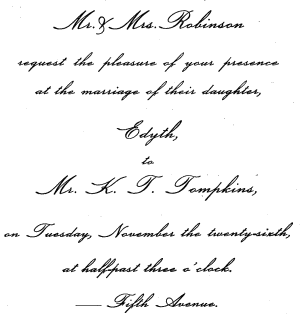 Mr. & Mrs. Robinson
request the pleasure of your presence
at the marriage of their daughter,
Edyth,
to
Mr. K. T. Tompkins,
on Tuesday, November the twenty-sixth,
at half-past three o'clock.
— Fifth Avenue.